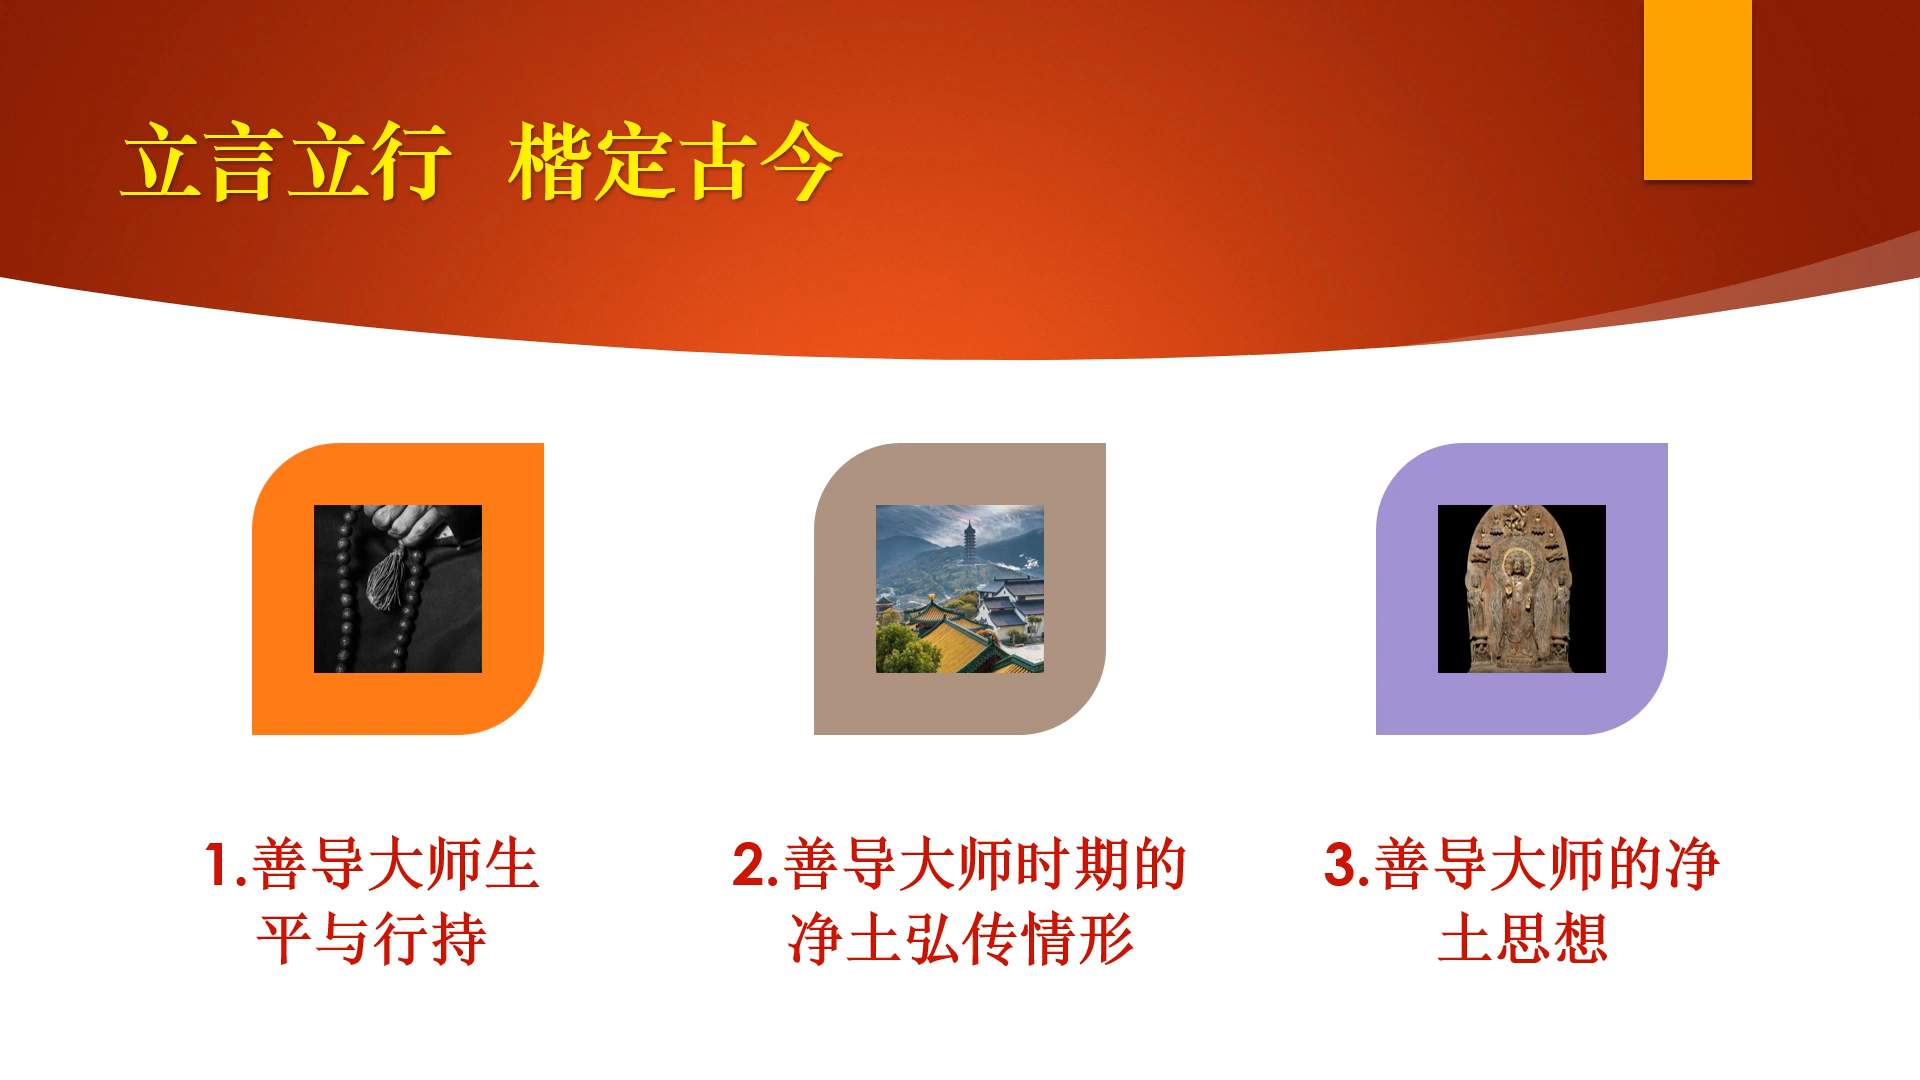 立言立行 楷定古今
1.善导大师生
平与行持
2.善导大师时期的
净土弘传情形
3.善导大师的净
土思想